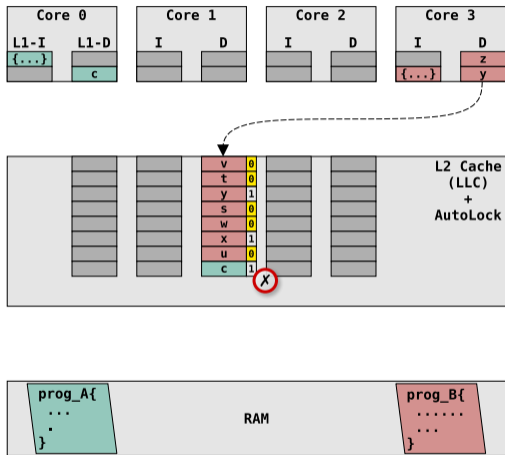 Core 0 Core 1 Core 2 Core 3
L1-I L1-D I D I D I D
{...} z
c {...} y
v 0
t 0
y 1
s 0
w 0
x 1
u 0
c 1
✗
L2 Cache
(LLC)
+
AutoLock
prog_A{
...
.
}
RAM
prog_B{
......
...
}